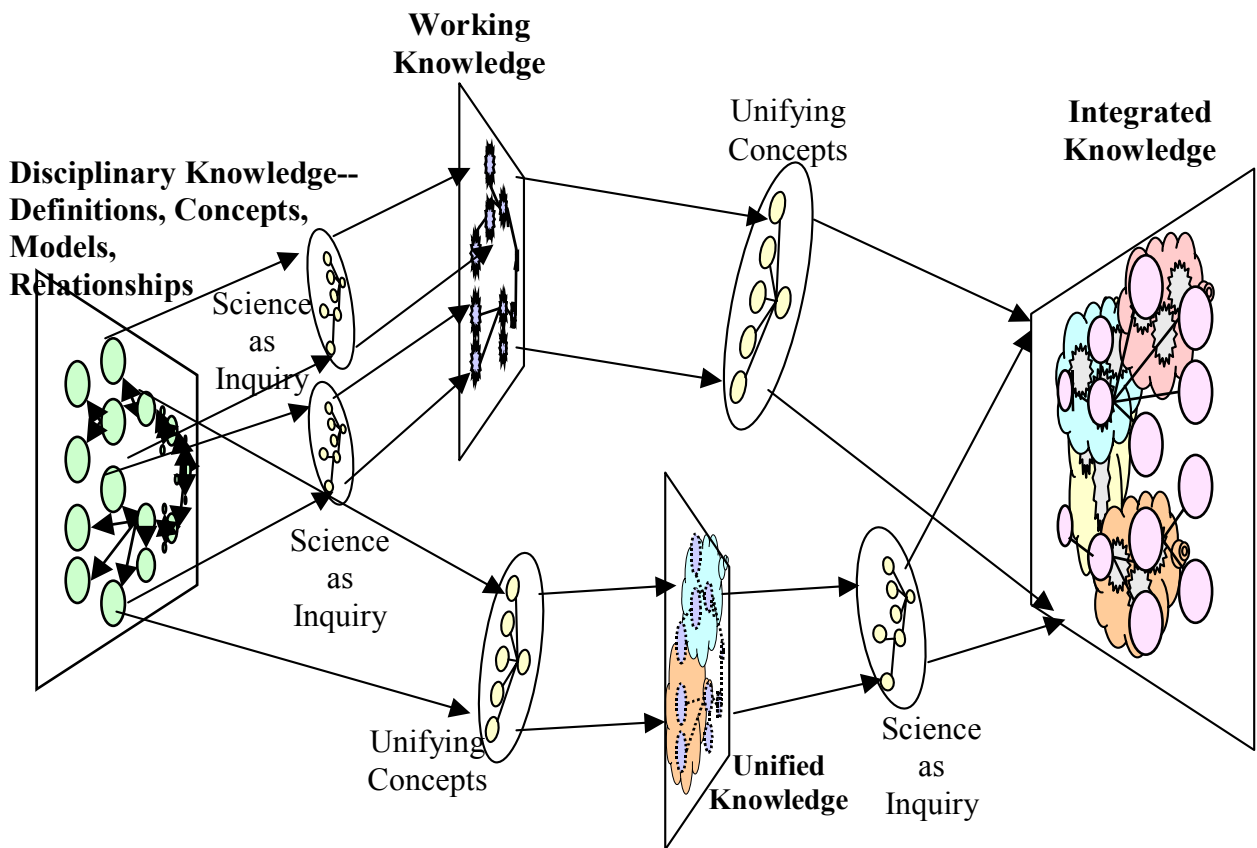 Working
Knowledge
Unifying
Concepts
Integrated
Knowledge
Disciplinary Knowledge--
Definitions, Concepts,
Models,
Relationships
Science
as
Inquiry
Science
as
Inquiry
Unifying
Concepts
Unified
Knowledge
Science
as
Inquiry